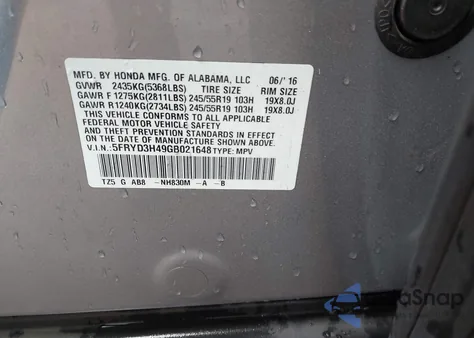 MFD. BY HONDA MFG. OF ALABAMA, LLC 06/'16
GVWR 2435KG(5368LBS) TIRE SIZE RIM SIZE
GAWR F 1275KG(2811LBS) 245/55R19 103H 19X8.0J
GAWR R 1240KG(2734LBS) 245/55R19 103H 19X8.0J
THIS VEHICLE CONFORMS TO ALL APPLICABLE
FEDERAL MOTOR VEHICLE SAFETY AND
THEFT PREVENTION STANDARDS IN EFFECT ON THE
DATE OF MANUFACTURE SHOWN ABOVE.
V.I.N.: 5FRYD3H49GB021648 TYPE: MPV
TZ5 G AB8 -NH830M -A -B